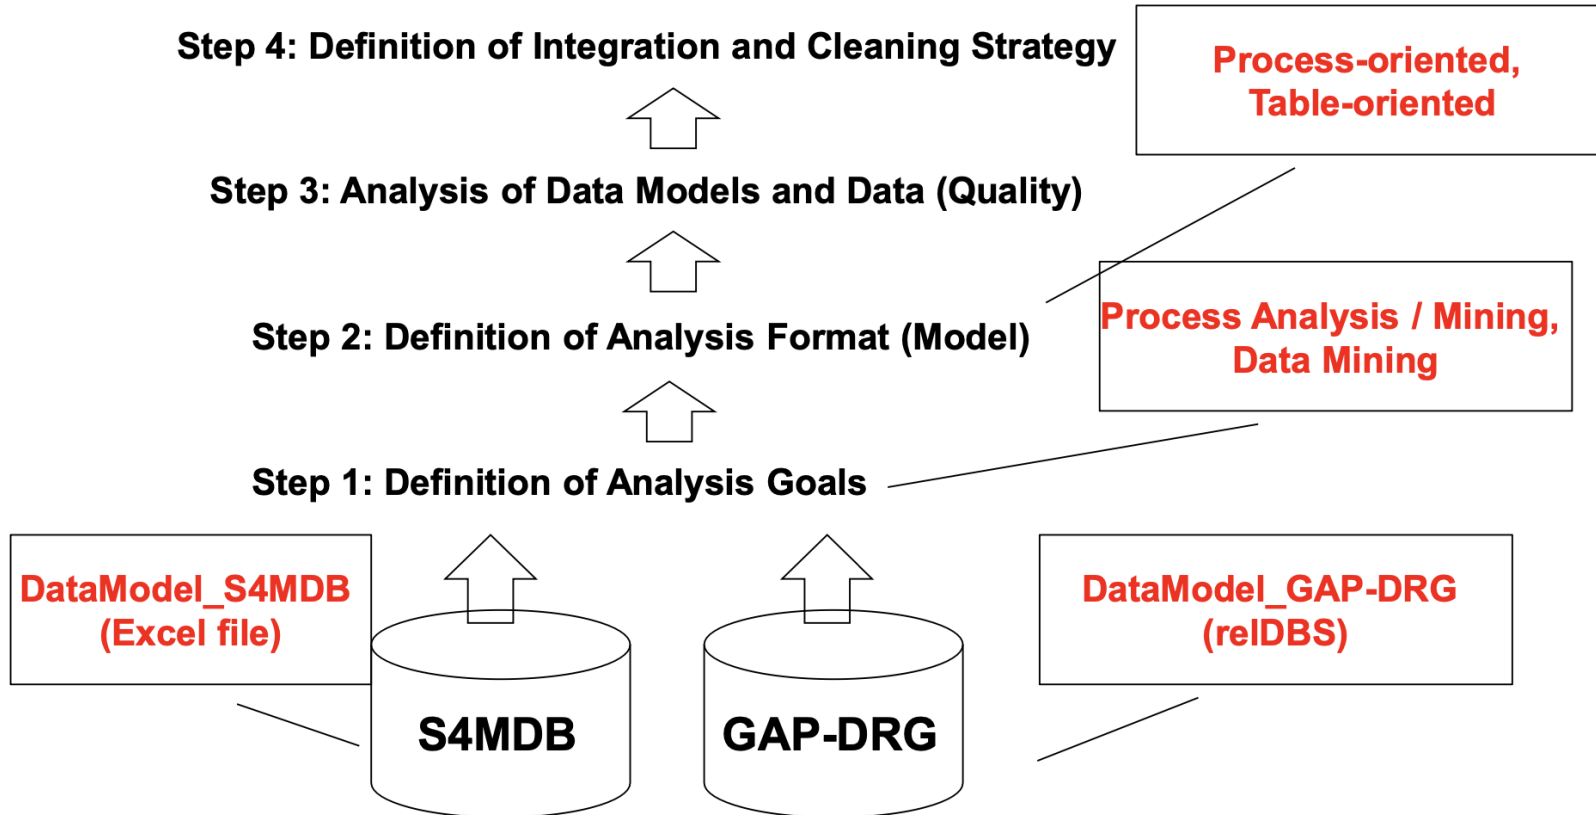 Step 4: Definition of Integration and Cleaning Strategy
Process-oriented,
Table-oriented
Step 3: Analysis of Data Models and Data (Quality)
Step 2: Definition of Analysis Format (Model)
Process Analysis / Mining,
Data Mining
Step 1: Definition of Analysis Goals
DataModel_S4MDB
(Excel file)
DataModel_GAP-DRG
(relDBS)
S4MDB
GAP-DRG